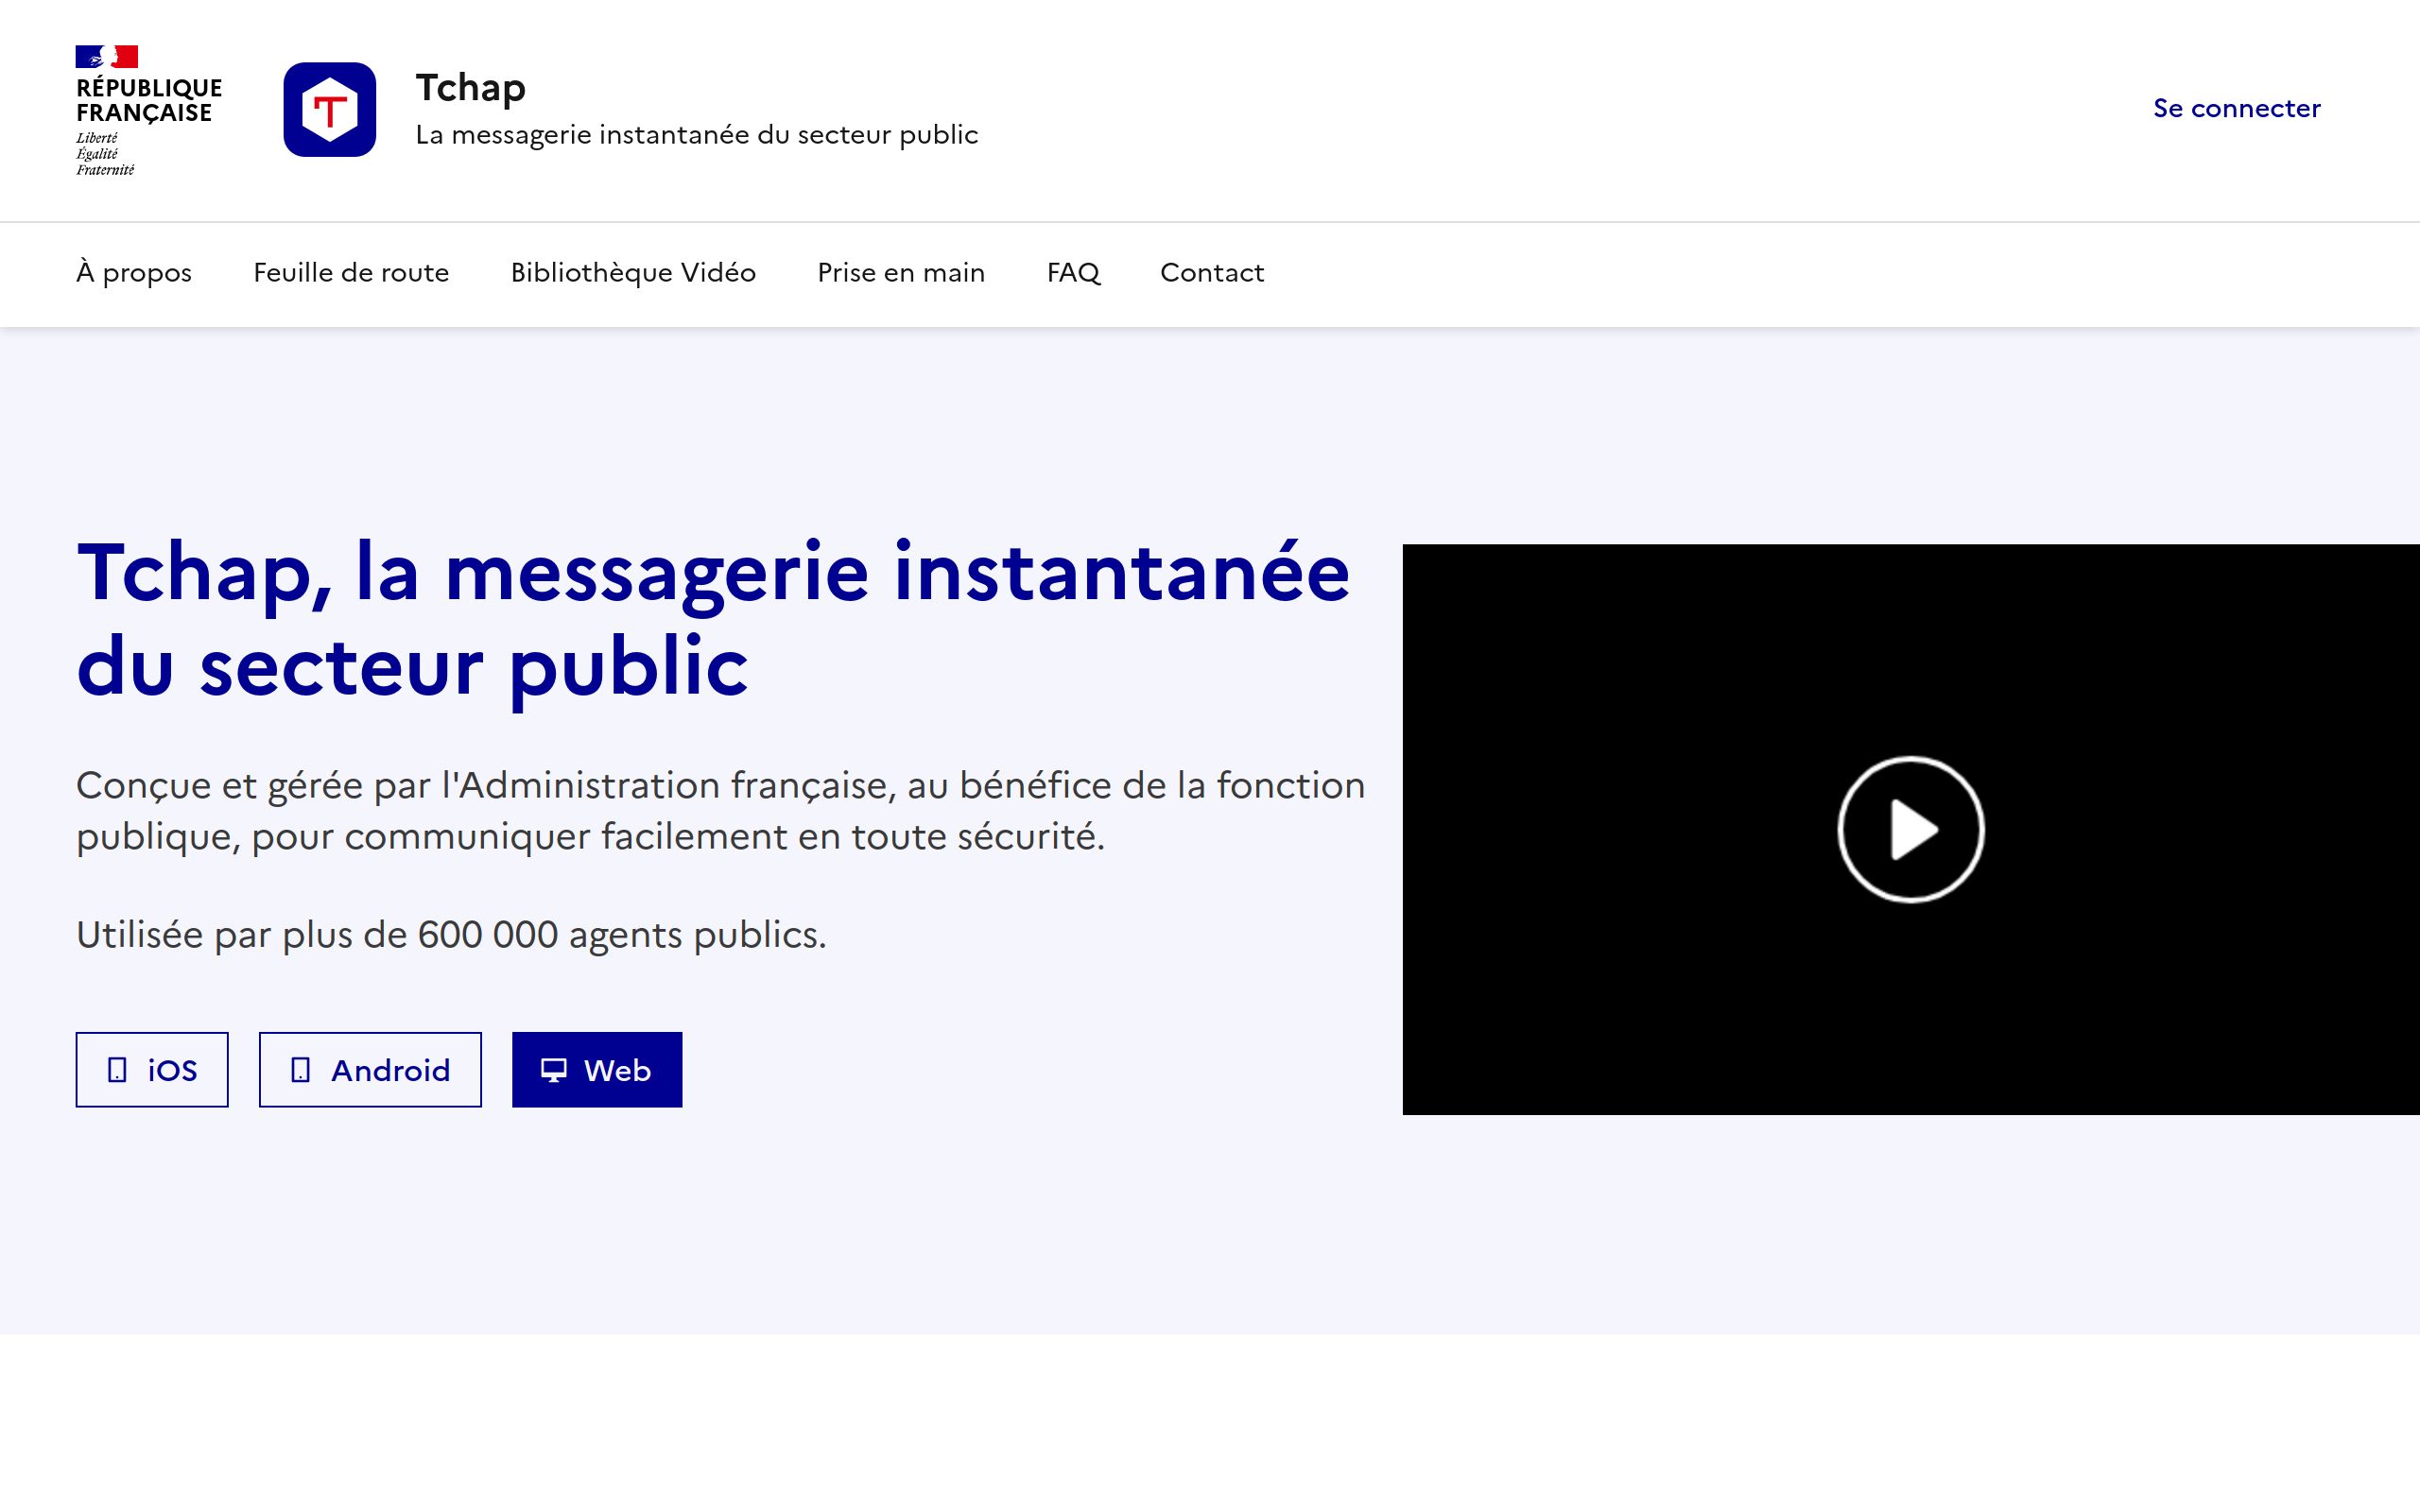 RÉPUBLIQUE
FRANÇAISE
Liberté
Égalité
Fraternité
T
Tchap
La messagerie instantanée du secteur public
Se connecter
À propos
Feuille de route
Bibliothèque Vidéo
Prise en main
FAQ
Contact
Tchap, la messagerie instantanée
du secteur public
Conçue et gérée par l'Administration française, au bénéfice de la fonction
publique, pour communiquer facilement en toute sécurité.
Utilisée par plus de 600 000 agents publics.
iOS
Android
Web